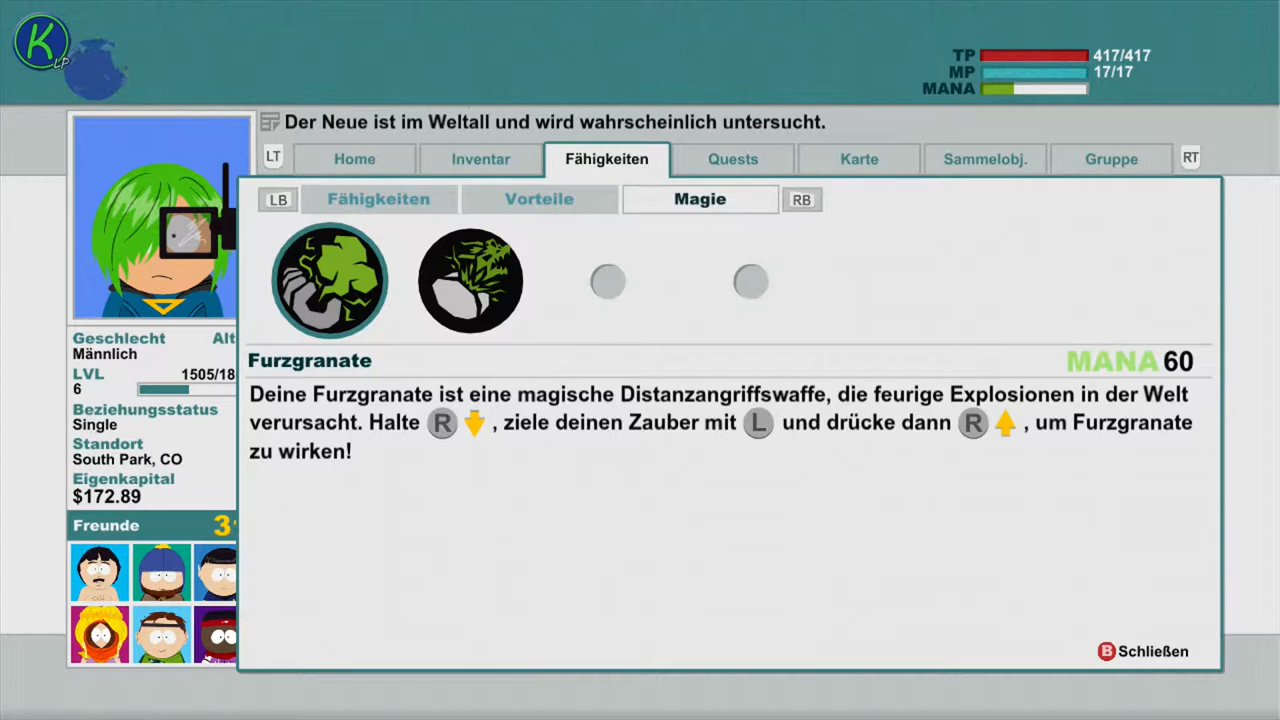 K
LP
TP 417/417
MP 17/17
MANA
Der Neue ist im Weltall und wird wahrscheinlich untersucht.
LT Home Inventar Fähigkeiten Quests Karte Sammelobj. Gruppe RT
LB Fähigkeiten Vorteile Magie RB
Furzgranate MANA 60
Deine Furzgranate ist eine magische Distanzangriffswaffe, die feurige Explosionen in der Welt
verursacht. Halte R , ziele deinen Zauber mit L und drücke dann R , um Furzgranate
zu wirken!
Geschlecht Alt
Männlich
LVL 1505/18
6
Beziehungsstatus
Single
Standort
South Park, CO
Eigenkapital
$172.89
Freunde 3
B Schließen